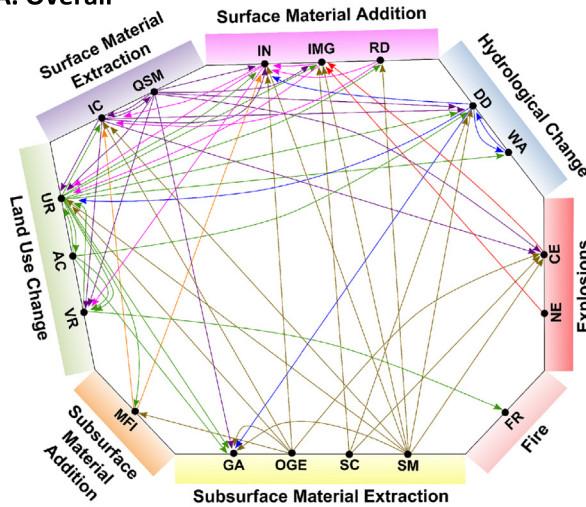 A. Overall
Surface Material Addition
Surface Material
Extraction
Hydrological Change
IN
IMG
RD
QSM
IC
DD
WA
UR
AC
VR
Land Use Change
CE
NE
Explosions
MFI
FR
Fire
Subsurface
Material
Addition
GA
OGE
SC
SM
Subsurface Material Extraction